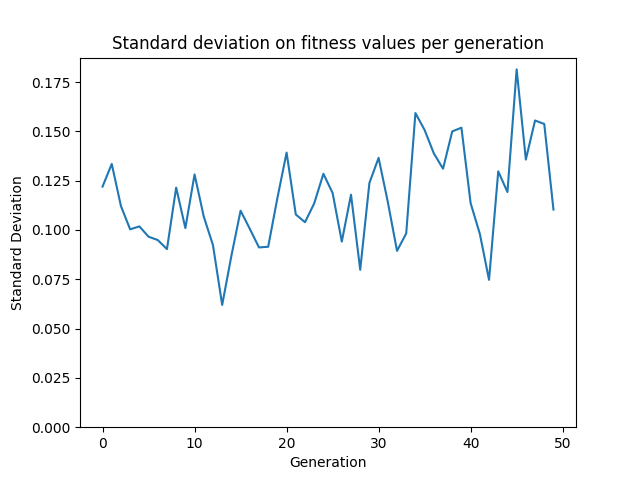 Standard deviation on fitness values per generation
0.175
0.150
0.125
0.100
0.075
0.050
0.025
0.000
Standard Deviation
0 10 20 30 40 50
Generation